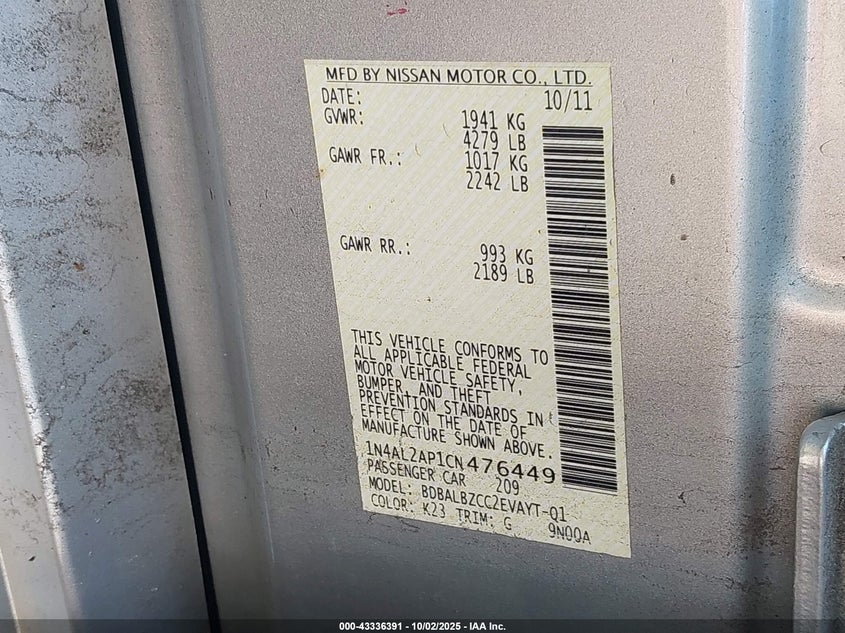 MFD BY NISSAN MOTOR CO., LTD.
DATE: 10/11
GVWR: 1941 KG
4279 LB
GAWR FR.: 1017 KG
2242 LB
GAWR RR.: 993 KG
2189 LB
THIS VEHICLE CONFORMS TO
ALL APPLICABLE FEDERAL
MOTOR VEHICLE SAFETY,
BUMPER, AND THEFT
PREVENTION STANDARDS IN
EFFECT ON THE DATE OF
MANUFACTURE SHOWN ABOVE.
1N4AL2AP1CN476449
PASSENGER CAR 209
MODEL: BDBALBZCC2EVAYT-01
COLOR: K23 TRIM: G 9N00A
000-43336391 - 10/02/2025 - IAA Inc.